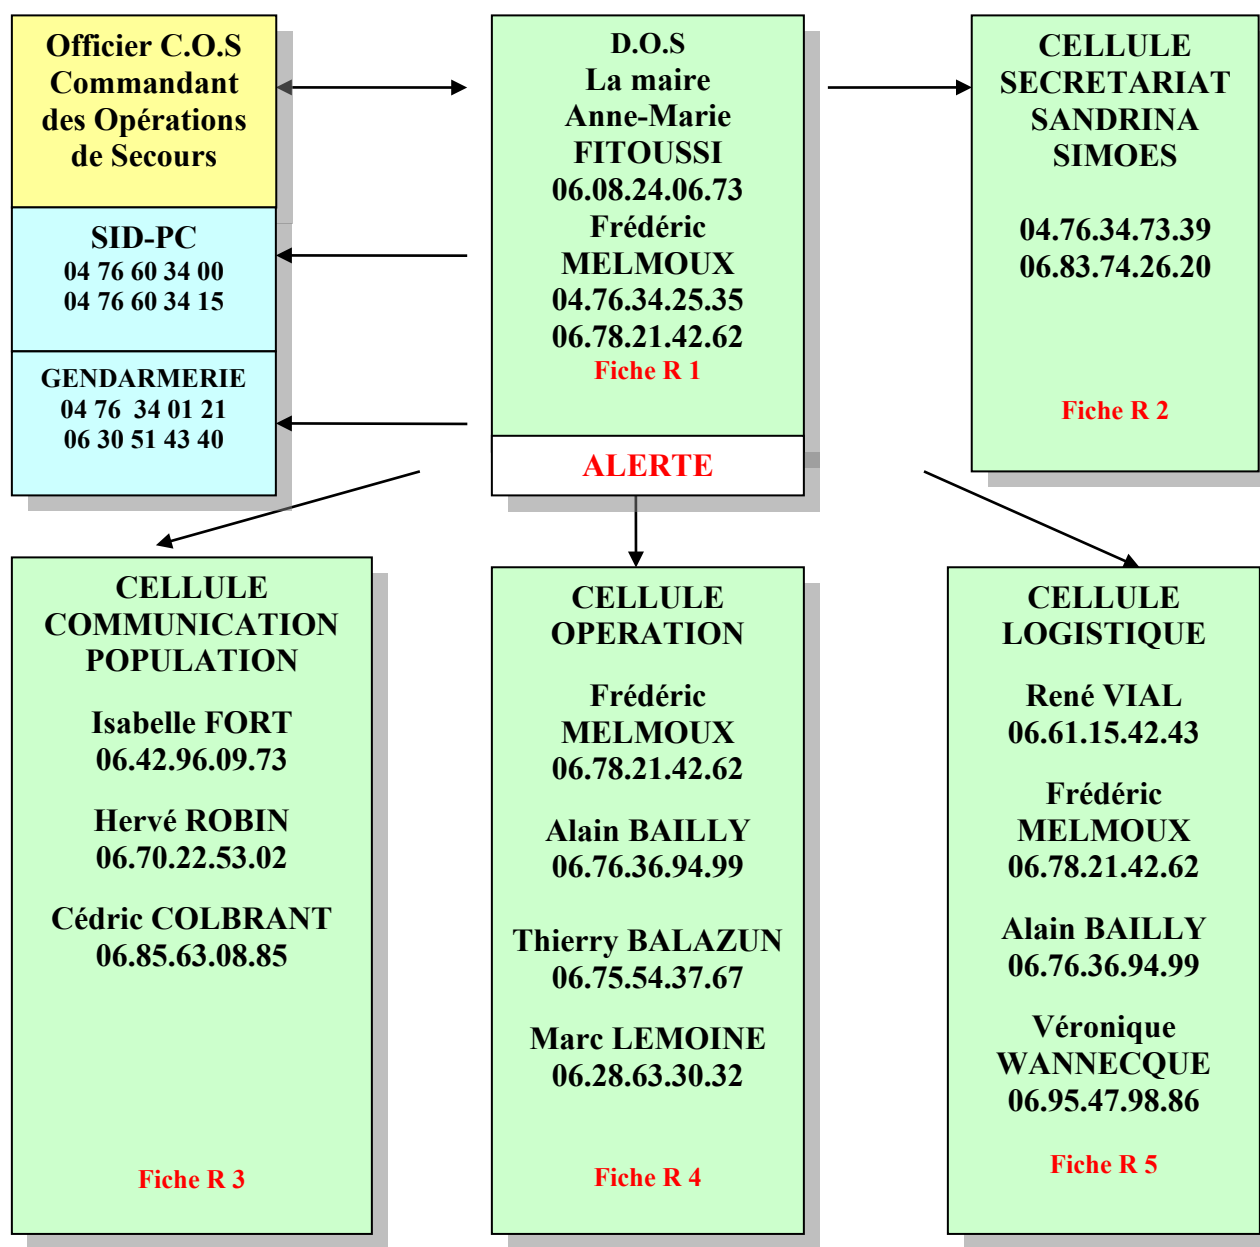 Officier C.O.S
Commandant
des Opérations
de Secours
SID-PC
04 76 60 34 00
04 76 60 34 15
GENDARMERIE
04 76  34 01 21
06 30 51 43 40
D.O.S
La maire
Anne-Marie
FITOUSSI
06.08.24.06.73
Frédéric
MELMOUX
04.76.34.25.35
06.78.21.42.62
Fiche R 1
ALERTE
CELLULE
SECRETARIAT
SANDRINA
SIMOES
04.76.34.73.39
06.83.74.26.20
Fiche R 2
CELLULE
COMMUNICATION
POPULATION
Isabelle FORT
06.42.96.09.73
Hervé ROBIN
06.70.22.53.02
Cédric COLBRANT
06.85.63.08.85
Fiche R 3
CELLULE
OPERATION
Frédéric
MELMOUX
06.78.21.42.62
Alain BAILLY
06.76.36.94.99
Thierry BALAZUN
06.75.54.37.67
Marc LEMOINE
06.28.63.30.32
Fiche R 4
CELLULE
LOGISTIQUE
René VIAL
06.61.15.42.43
Frédéric
MELMOUX
06.78.21.42.62
Alain BAILLY
06.76.36.94.99
Véronique
WANNECQUE
06.95.47.98.86
Fiche R 5